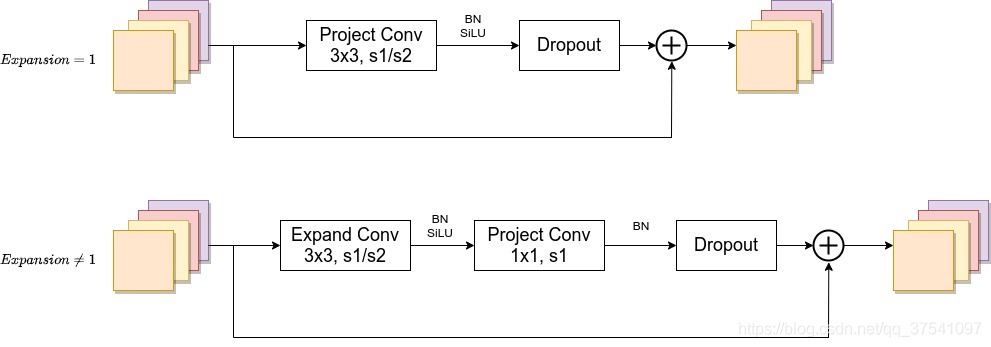 BN
SiLU
Project Conv
3x3, s1/s2
Dropout
Expansion = 1
BN
SiLU
Expand Conv
3x3, s1/s2
Project Conv
1x1, s1
BN
Dropout
Expansion ≠ 1
https://blog.csdn.net/qq_37541097